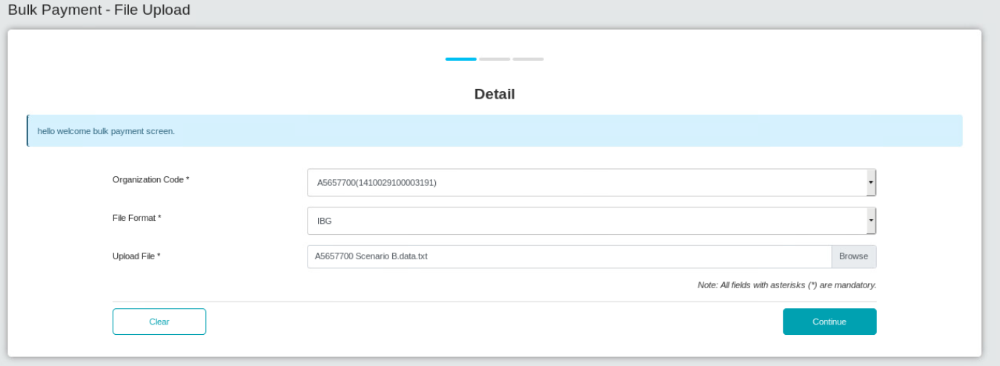 Bulk Payment - File Upload
Detail
hello welcome bulk payment screen.
Organization Code *
A5657700(1410029100003191)
File Format *
IBG
Upload File *
A5657700 Scenario B.data.txt
Browse
Note: All fields with asterisks (*) are mandatory.
Clear
Continue